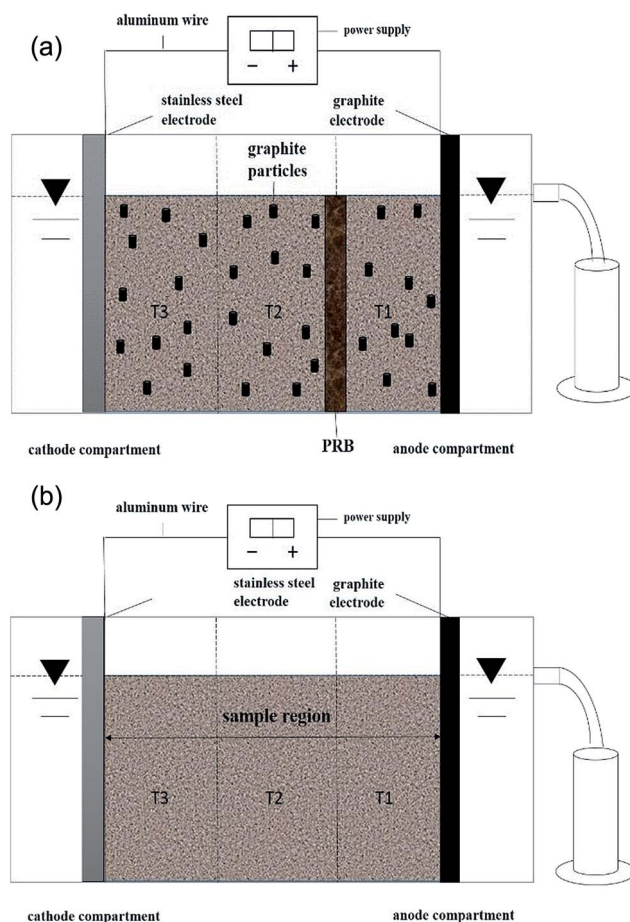 (a)
aluminum wire
power supply
− +
stainless steel
electrode
graphite
electrode
graphite
particles
T3
T2
T1
cathode compartment
PRB
anode compartment
(b)
aluminum wire
power supply
− +
stainless steel
electrode
graphite
electrode
sample region
T3
T2
T1
cathode compartment
anode compartment